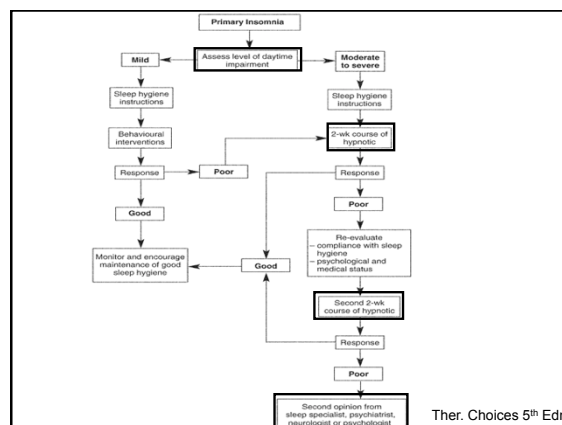 Primary Insomnia
Assess level of daytime
impairment
Mild
Moderate
to severe
Sleep hygiene
instructions
Sleep hygiene
instructions
Behavioural
interventions
2-wk course of
hypnotic
Response
Poor
Response
Good
Poor
Monitor and encourage
maintenance of good
sleep hygiene
Good
Re-evaluate
– compliance with sleep
hygiene
– psychological and
medical status
Second 2-wk
course of hypnotic
Response
Poor
Second opinion from
sleep specialist, psychiatrist,
neurologist or psychologist
Ther. Choices 5th Edn